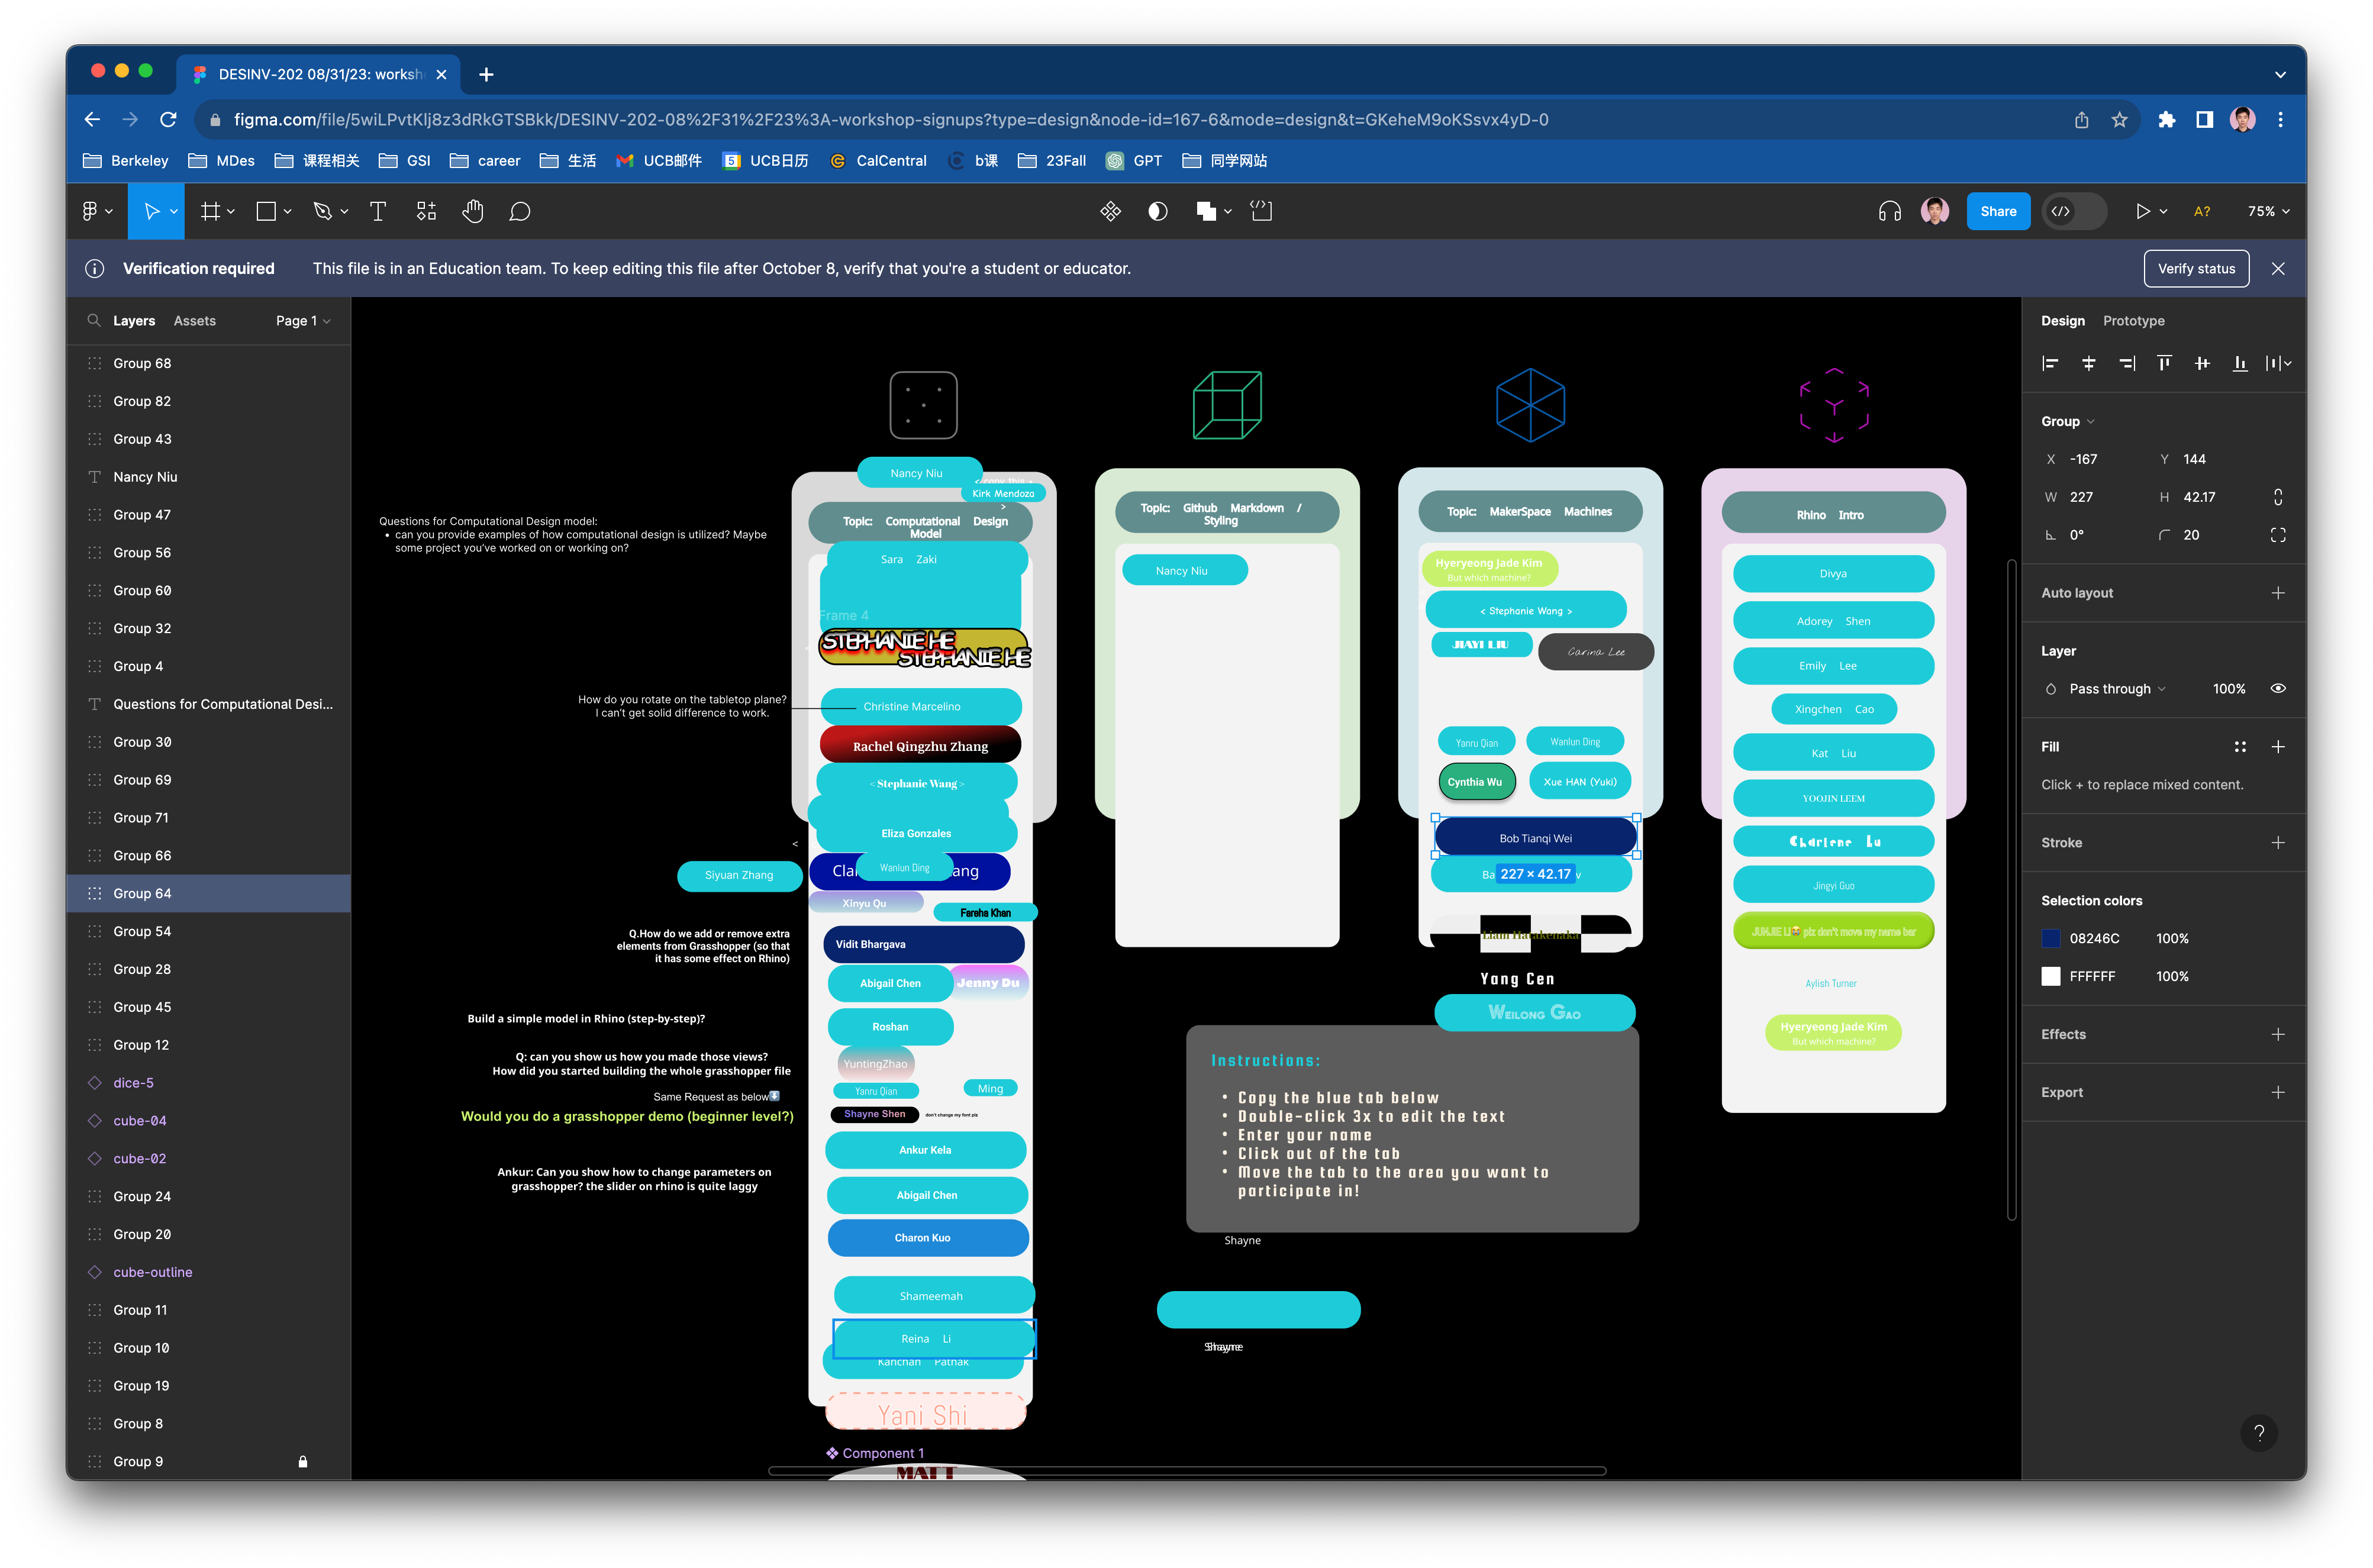 DESINV-202 08/31/23: worksh
figma.com/file/5wiLPvtKlj8z3dRkGTSBkk/DESINV-202-08%2F31%2F23%3A-workshop-signups?type=design&node-id=167-6&mode=design&t=GKeheM9oKSsvx4yD-0
Berkeley MDes 课程相关 GSI career 生活 UCB邮件 5 UCB日历 CalCentral b课 23Fall GPT 同学网站
Share A? 75%
Verification required This file is in an Education team. To keep editing this file after October 8, verify that you're a student or educator. Verify status
Layers Assets Page 1
Group 68
Group 82
Group 43
Nancy Niu
Group 47
Group 56
Group 60
Group 32
Group 4
Questions for Computational Desi...
Group 30
Group 69
Group 71
Group 66
Group 64
Group 54
Group 28
Group 45
Group 12
dice-5
cube-04
cube-02
Group 24
Group 20
cube-outline
Group 11
Group 10
Group 19
Group 8
Group 9
Questions for Computational Design model:
• can you provide examples of how computational design is utilized? Maybe
some project you've worked on or working on?
How do you rotate on the tabletop plane?
I can't get solid difference to work.
<
Siyuan Zhang
Q.How do we add or remove extra
elements from Grasshopper (so that
it has some effect on Rhino)
Build a simple model in Rhino (step-by-step)?
Q: can you show us how you made those views?
How did you started building the whole grasshopper file
Same Request as below⬇️
Would you do a grasshopper demo (beginner level?)
Ankur: Can you show how to change parameters on
grasshopper? the slider on rhino is quite laggy
Nancy Niu
< copy this -
Kirk Mendoza
>
Topic: Computational Design
Model
Sara Zaki
Frame 4
STEPHANIE HE
STEPHANIE HE
Christine Marcelino
Rachel Qingzhu Zhang
< Stephanie Wang >
Eliza Gonzales
Wanlun Ding
Xinyu Qu
Fareha Khan
Vidit Bhargava
Abigail Chen
Jenny Du
Roshan
YuntingZhao
Yanru Qian
Ming
Shayne Shen don't change my font plz
Ankur Kela
Abigail Chen
Charon Kuo
Shameemah
Reina Li
Kanchan Pathak
Yani Shi
Component 1
MATT
Topic: Github Markdown /
Styling
Nancy Niu
Topic: MakerSpace Machines
Hyeryeong Jade Kim
But which machine?
< Stephanie Wang >
JIAYI LIU
Carina Lee
Yanru Qian
Wanlun Ding
Cynthia Wu
Xue HAN (Yuki)
Bob Tianqi Wei
227 × 42.17
Yang Cen
Weilong Gao
Instructions:
• Copy the blue tab below
• Double-click 3x to edit the text
• Enter your name
• Click out of the tab
• Move the tab to the area you want to
participate in!
Shayne
Shayne
Rhino Intro
Divya
Adorey Shen
Emily Lee
Xingchen Cao
Kat Liu
YOOJIN LEEM
Charlene Lu
Jingyi Guo
JUNJIE LI😭 plz don't move my name bar
Aylish Turner
Hyeryeong Jade Kim
But which machine?
Design Prototype
Group
X -167 Y 144
W 227 H 42.17
0° 20
Auto layout
Layer
Pass through 100%
Fill
Click + to replace mixed content.
Stroke
Selection colors
08246C 100%
FFFFFF 100%
Effects
Export
?